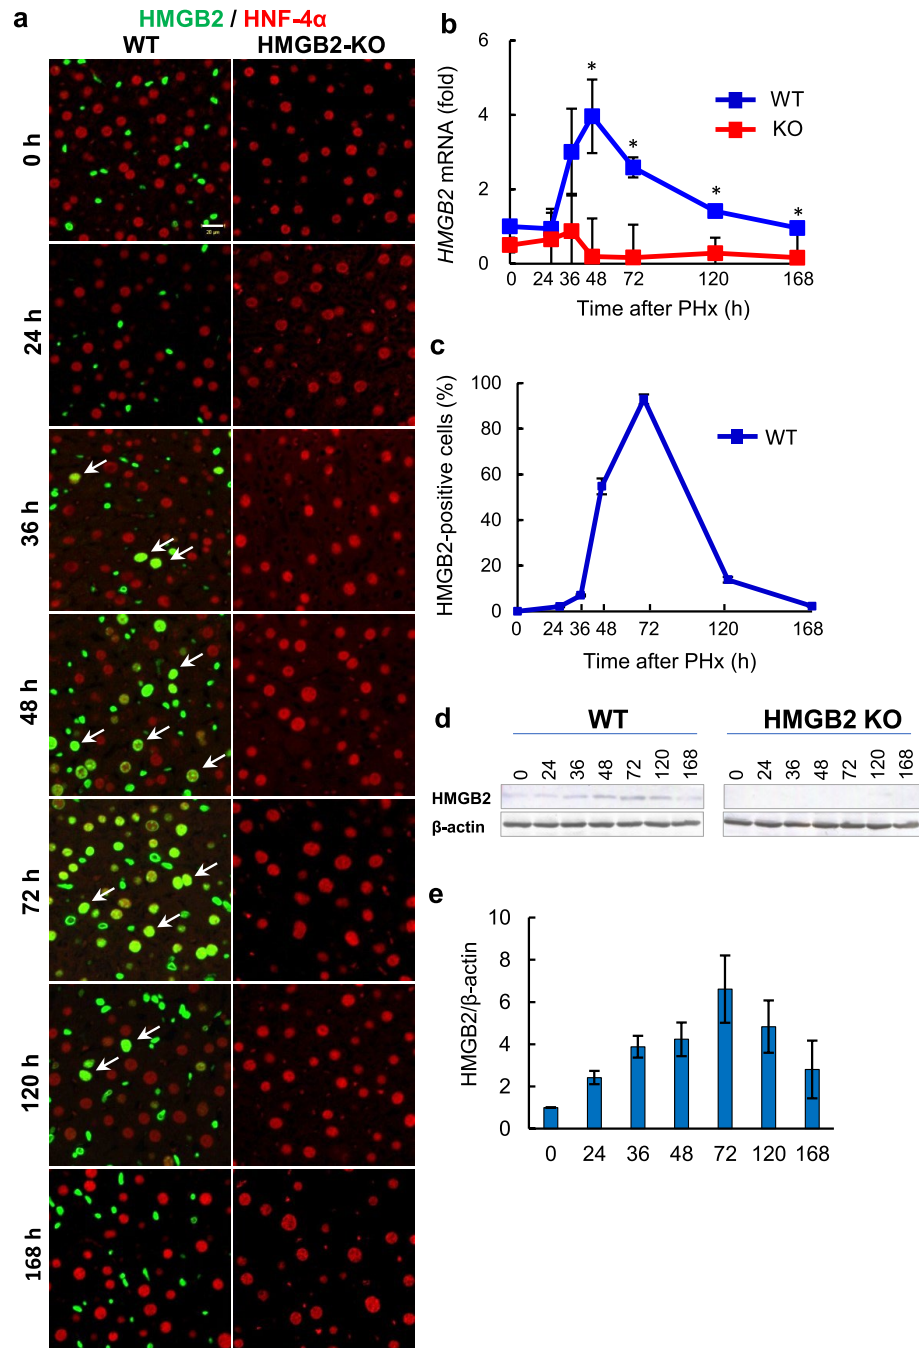 a
HMGB2 / HNF-4α
WT HMGB2-KO
0 h
20 µm
24 h
36 h
48 h
72 h
120 h
168 h
b
HMGB2 mRNA (fold)
6
4
2
0
* * * *
WT
KO
0 24 36 48 72 120 168
Time after PHx (h)
c
HMGB2-positive cells (%)
100
80
60
40
20
0
WT
0 24 36 48 72 120 168
Time after PHx (h)
d
WT HMGB2 KO
0 24 36 48 72 120 168 0 24 36 48 72 120 168
HMGB2
β-actin
e
HMGB2/β-actin
10
8
6
4
2
0
0 24 36 48 72 120 168